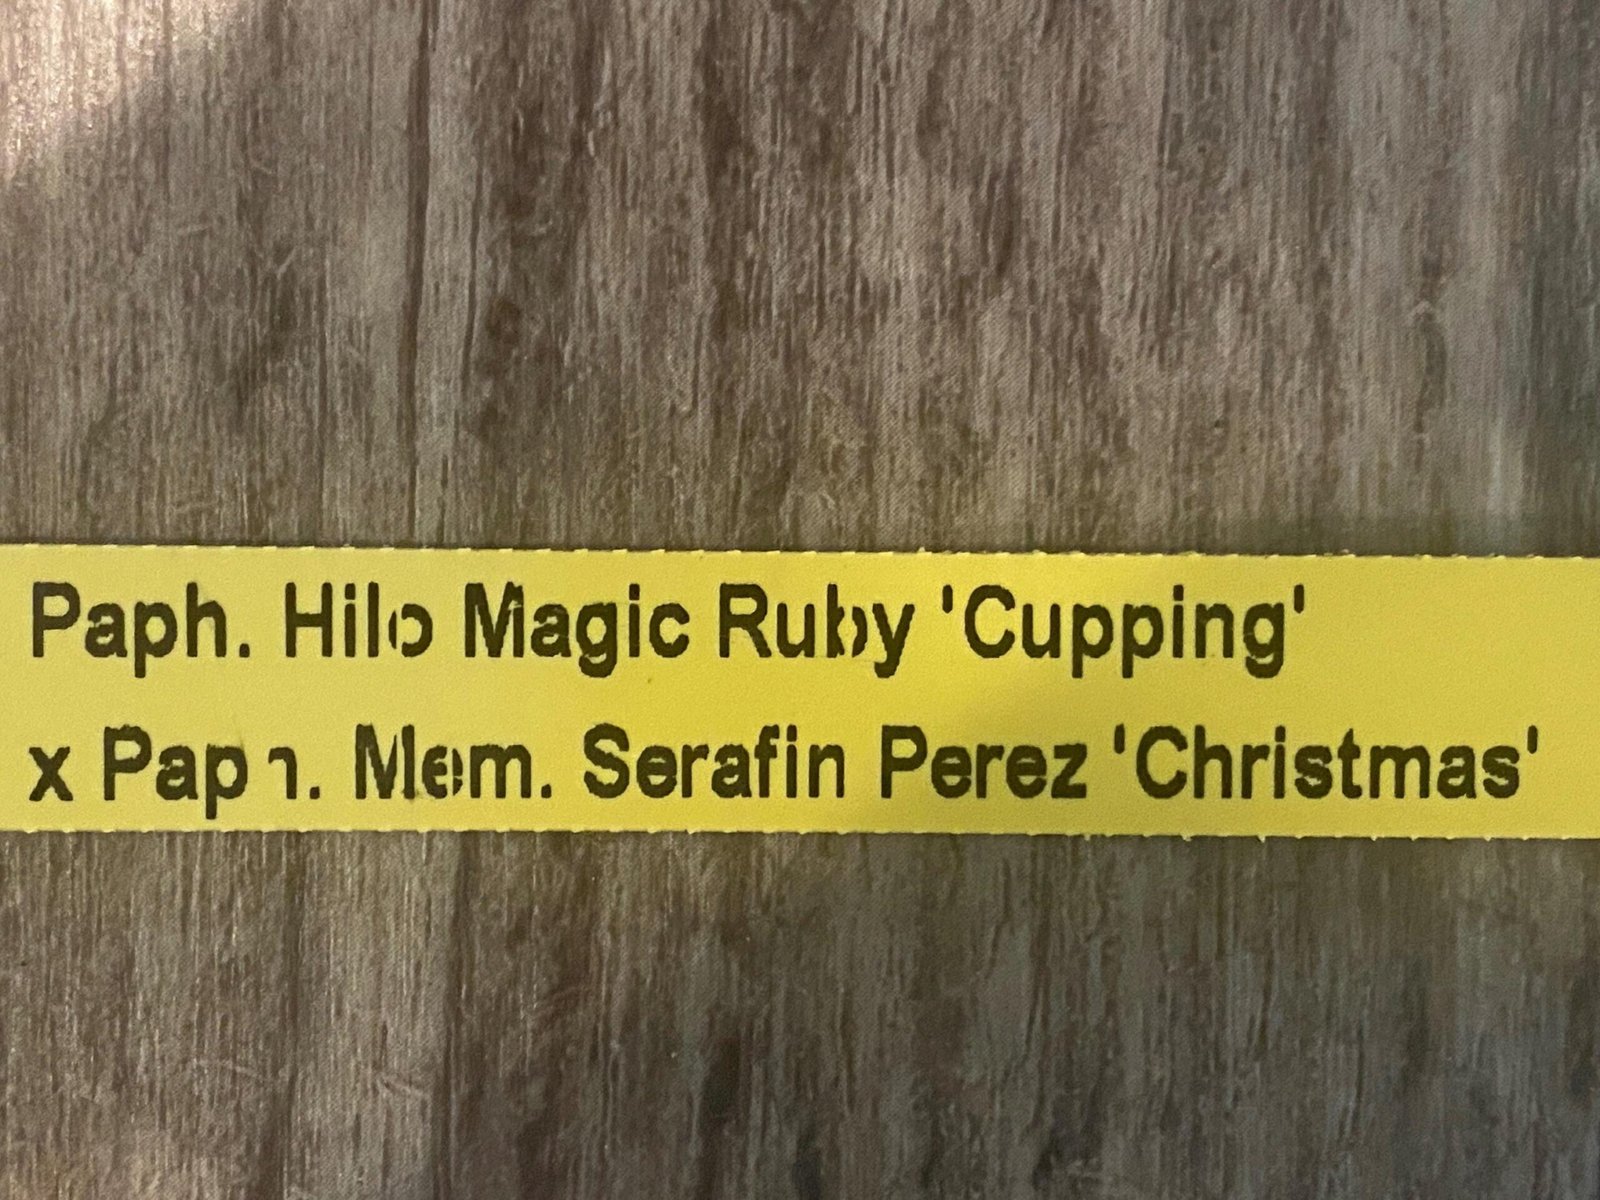 Paph. Hilo Magic Ruby 'Cupping'
x Paph. Mem. Serafin Perez 'Christmas'